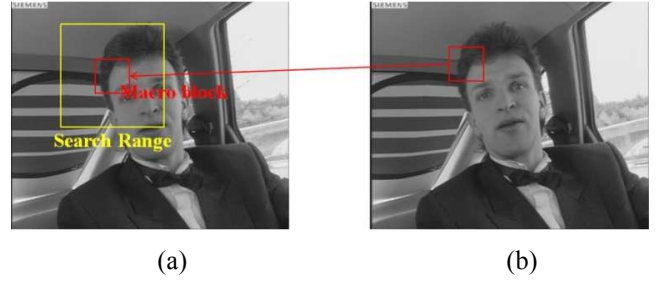 SIEMENS
SIEMENS
Macro block
Search Range
(a)
(b)